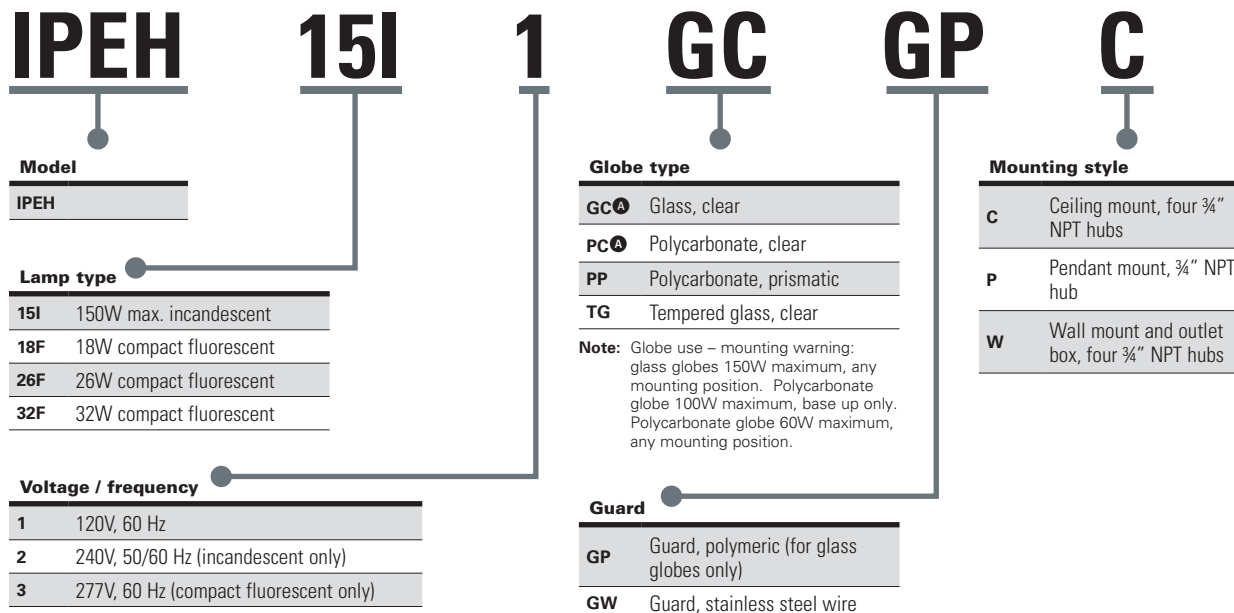 IPEH 15I 1 GC GP C
Model
IPEH
Lamp type
15I 150W max. incandescent
18F 18W compact fluorescent
26F 26W compact fluorescent
32F 32W compact fluorescent
Voltage / frequency
1 120V, 60 Hz
2 240V, 50/60 Hz (incandescent only)
3 277V, 60 Hz (compact fluorescent only)
Globe type
GCⒶ Glass, clear
PCⒶ Polycarbonate, clear
PP Polycarbonate, prismatic
TG Tempered glass, clear
Note: Globe use – mounting warning:
glass globes 150W maximum, any
mounting position. Polycarbonate
globe 100W maximum, base up only.
Polycarbonate globe 60W maximum,
any mounting position.
Guard
GP Guard, polymeric (for glass
globes only)
GW Guard, stainless steel wire
Mounting style
C Ceiling mount, four ¾”
NPT hubs
P Pendant mount, ¾” NPT
hub
W Wall mount and outlet
box, four ¾” NPT hubs